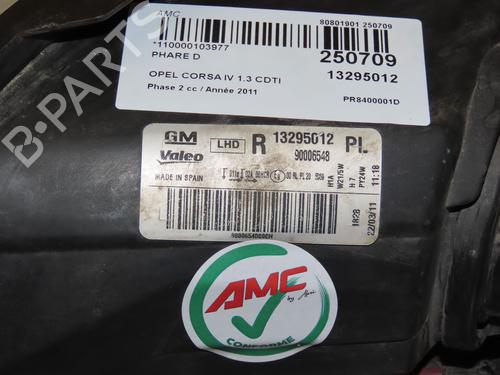 AMC
80801901 250709
*110000103977
250709
PHARE D
13295012
OPEL CORSA IV 1.3 CDTI
Phase 2 cc / Année 2011
PR8400001D
GM
LHD
R
13295012
PL
Valeo
90006548
MADE IN SPAIN
H1A
W21/5W
H7
PY24W
11:18
1R28
22/03/11
AMC
CONFORME